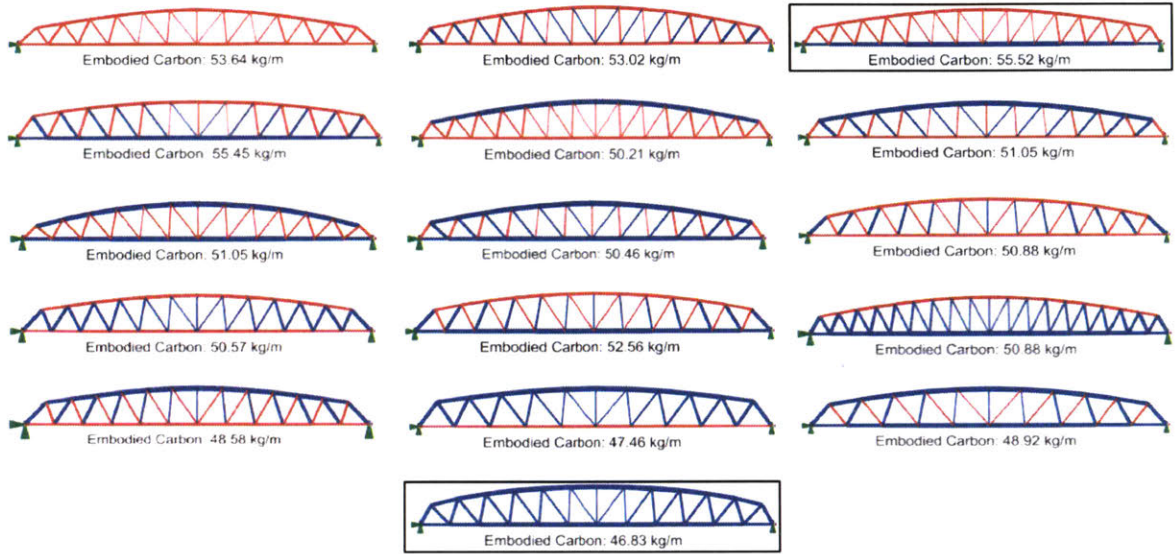 Embodied Carbon: 53.64 kg/m
Embodied Carbon: 53.02 kg/m
Embodied Carbon: 55.52 kg/m
Embodied Carbon: 55.45 kg/m
Embodied Carbon: 50.21 kg/m
Embodied Carbon: 51.05 kg/m
Embodied Carbon: 51.05 kg/m
Embodied Carbon: 50.46 kg/m
Embodied Carbon: 50.88 kg/m
Embodied Carbon: 50.57 kg/m
Embodied Carbon: 52.56 kg/m
Embodied Carbon: 50.88 kg/m
Embodied Carbon: 48.58 kg/m
Embodied Carbon: 47.46 kg/m
Embodied Carbon: 48.92 kg/m
Embodied Carbon: 46.83 kg/m